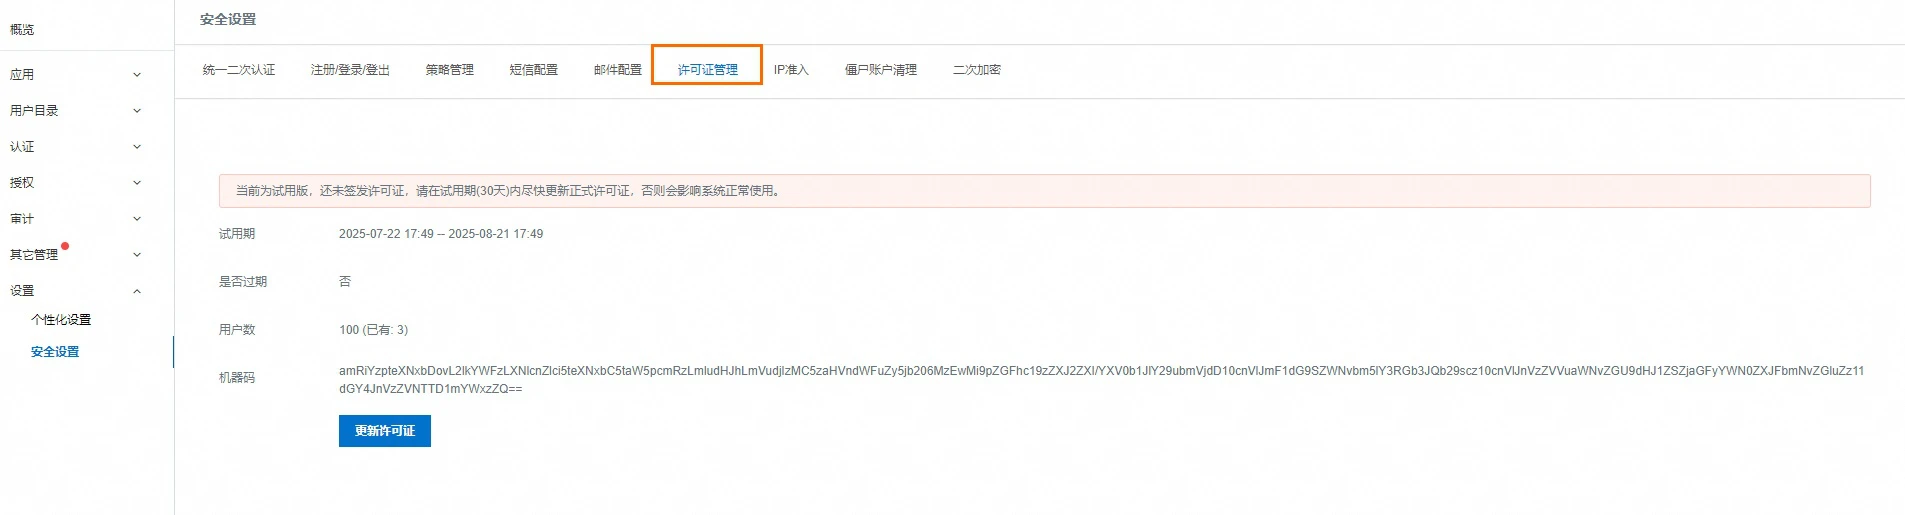 概览
应用
用户目录
认证
授权
审计
其它管理
设置
个性化设置
安全设置
安全设置
统一二次认证 注册/登录/登出 策略管理 短信配置 邮件配置 许可证管理 IP准入 僵尸账户清理 二次加密
当前为试用版，还未签发许可证，请在试用期(30天)内尽快更新正式许可证，否则会影响系统正常使用。
试用期 2025-07-22 17:49 -- 2025-08-21 17:49
是否过期 否
用户数 100 (已有: 3)
机器码
amRiYzpteXNxbDovL2lkYWFzLXNlcnZlci5teXNxbC5taW5pcmRzLmludHJhLmVudjIzMC5zaHVndWFuZy5jb206MzEwMi9pZGFhc19zZXJ2ZXI/YXV0b1JlY29ubmVjdD10cnVlJmF1dG9SZWNvbm5lY3RGb3JQb29scz10cnVlJnVzZVVuaWNvZGU9dHJ1ZSZjaGFyYWN0ZXJFbmNvZGluZz11
dGY4JnVzZVNTTD1mYWxzZQ==
更新许可证